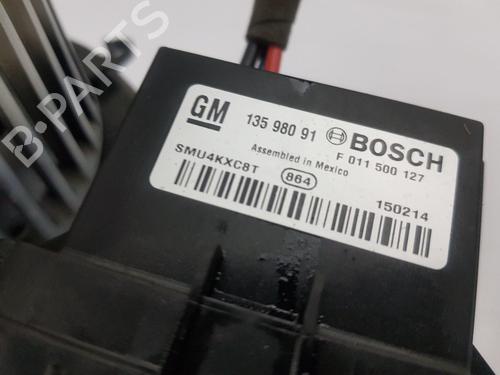 GM 135 980 91 BOSCH
Assembled in Mexico F 011 500 127
SMU4KXC8T 864 150214
B-PARTS